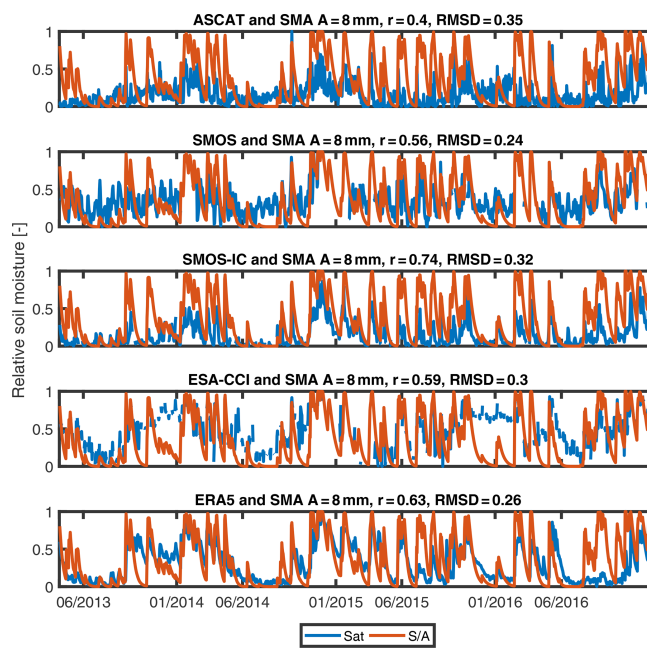 ASCAT and SMA A = 8 mm, r = 0.4, RMSD = 0.35
1
0.5
0
SMOS and SMA A = 8 mm, r = 0.56, RMSD = 0.24
1
0.5
0
SMOS-IC and SMA A = 8 mm, r = 0.74, RMSD = 0.32
1
0.5
0
ESA-CCI and SMA A = 8 mm, r = 0.59, RMSD = 0.3
1
0.5
0
ERA5 and SMA A = 8 mm, r = 0.63, RMSD = 0.26
1
0.5
0
Relative soil moisture [-]
06/2013 01/2014 06/2014 01/2015 06/2015 01/2016 06/2016
Sat S/A